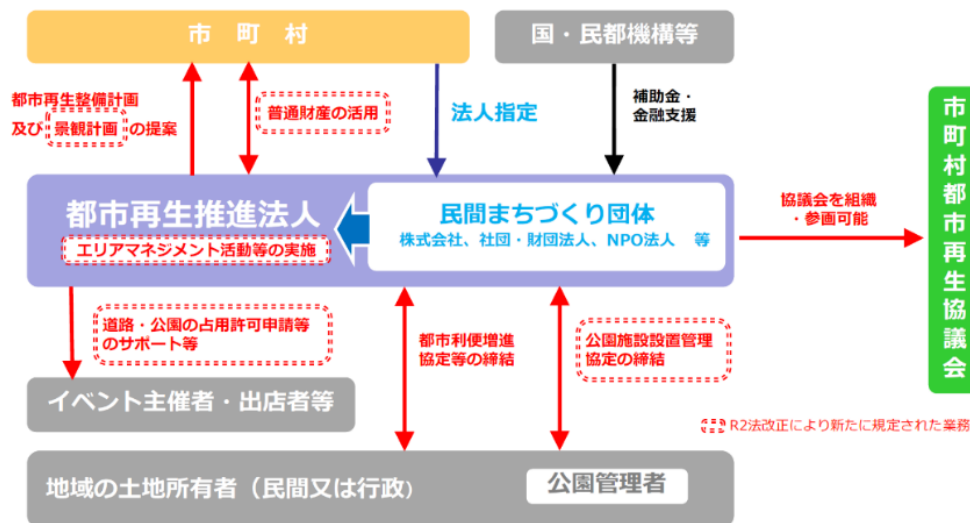 市 町 村
国・民都機構等
都市再生整備計画
及び 景観計画 の提案
普通財産の活用
法人指定
補助金・
金融支援
市町村都市再生協議会
都市再生推進法人
エリアマネジメント活動等の実施
民間まちづくり団体
株式会社、社団・財団法人、NPO法人 等
協議会を組織
・参画可能
道路・公園の占用許可申請等
のサポート等
都市利便増進
協定等の締結
公園施設設置管理
協定の締結
イベント主催者・出店者等
R2法改正により新たに規定された業務
地域の土地所有者（民間又は行政）
公園管理者